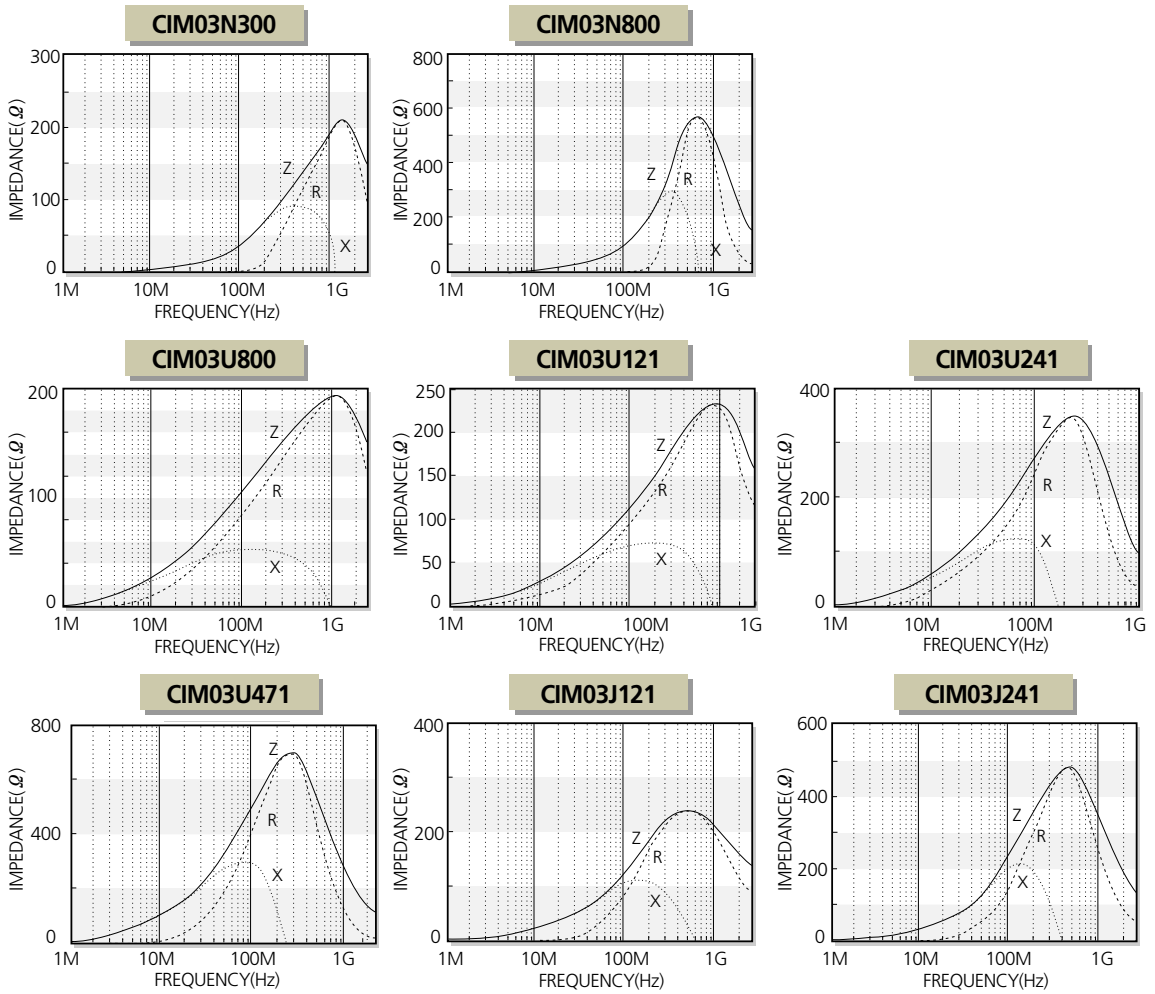 CIM03N300
300
200
100
0
IMPEDANCE(Ω)
Z
R
X
1M 10M 100M 1G
FREQUENCY(Hz)
CIM03N800
800
600
400
200
0
IMPEDANCE(Ω)
Z
R
X
1M 10M 100M 1G
FREQUENCY(Hz)
CIM03U800
200
100
0
IMPEDANCE(Ω)
Z
R
X
1M 10M 100M 1G
FREQUENCY(Hz)
CIM03U121
250
200
150
100
50
0
IMPEDANCE(Ω)
Z
R
X
1M 10M 100M 1G
FREQUENCY(Hz)
CIM03U241
400
200
0
IMPEDANCE(Ω)
Z
R
X
1M 10M 100M 1G
FREQUENCY(Hz)
CIM03U471
800
400
0
IMPEDANCE(Ω)
Z
R
X
1M 10M 100M 1G
FREQUENCY(Hz)
CIM03J121
400
200
0
IMPEDANCE(Ω)
Z
R
X
1M 10M 100M 1G
FREQUENCY(Hz)
CIM03J241
600
400
200
0
IMPEDANCE(Ω)
Z
R
X
1M 10M 100M 1G
FREQUENCY(Hz)